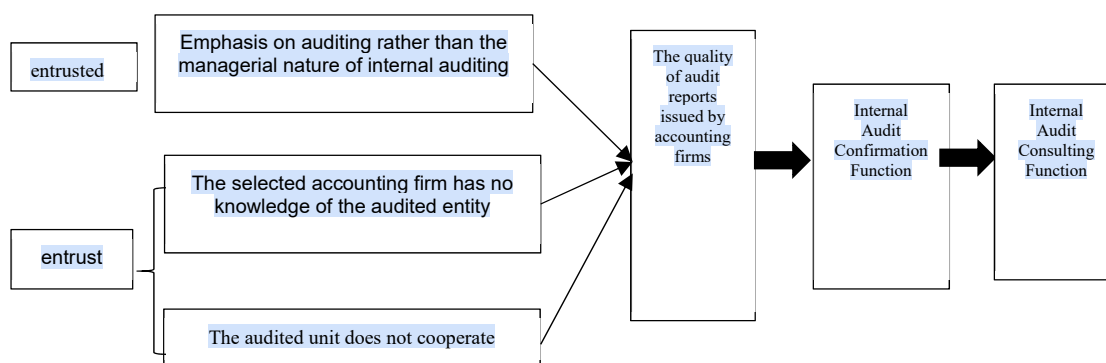 entrusted
Emphasis on auditing rather than the
managerial nature of internal auditing
entrust
The selected accounting firm has no
knowledge of the audited entity
The audited unit does not cooperate
The quality
of audit
reports
issued by
accounting
firms
Internal
Audit
Confirmation
Function
Internal
Audit
Consulting
Function